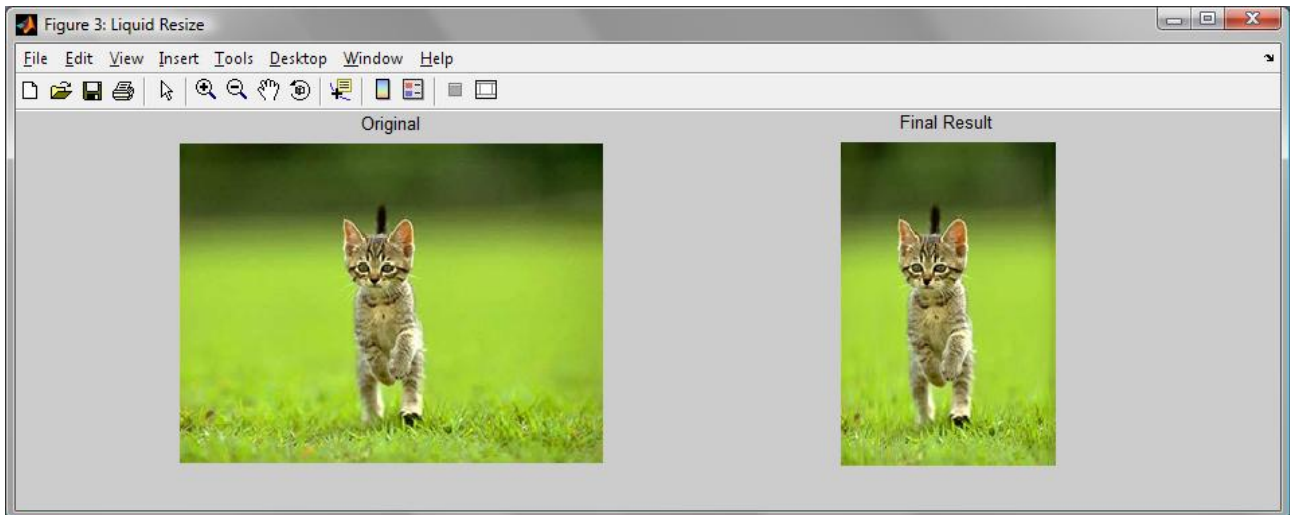 Figure 3: Liquid Resize
File Edit View Insert Tools Desktop Window Help
Original
Final Result